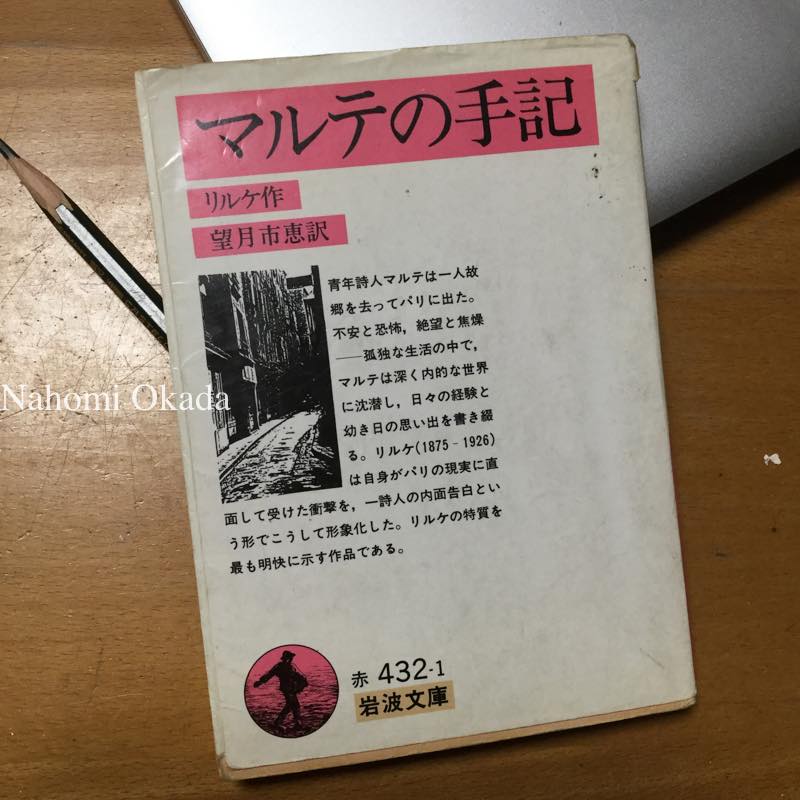 マルテの手記
リルケ作
望月市恵訳
青年詩人マルテは一人故
郷を去ってパリに出た。
不安と恐怖，絶望と焦燥
——孤独な生活の中で，
マルテは深く内的な世界
に沈潜し，日々の経験と
幼き日の思い出を書き綴
る。リルケ(1875‐1926)
は自身がパリの現実に直
面して受けた衝撃を，一詩人の内面告白とい
う形でこうして形象化した。リルケの特質を
最も明快に示す作品である。
赤 432-1
岩波文庫
Nahomi Okada